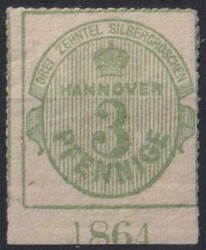 DREI ZEHNTEL SILBERGROSCHEN
HANNOVER
3
PFENNIGE
1864